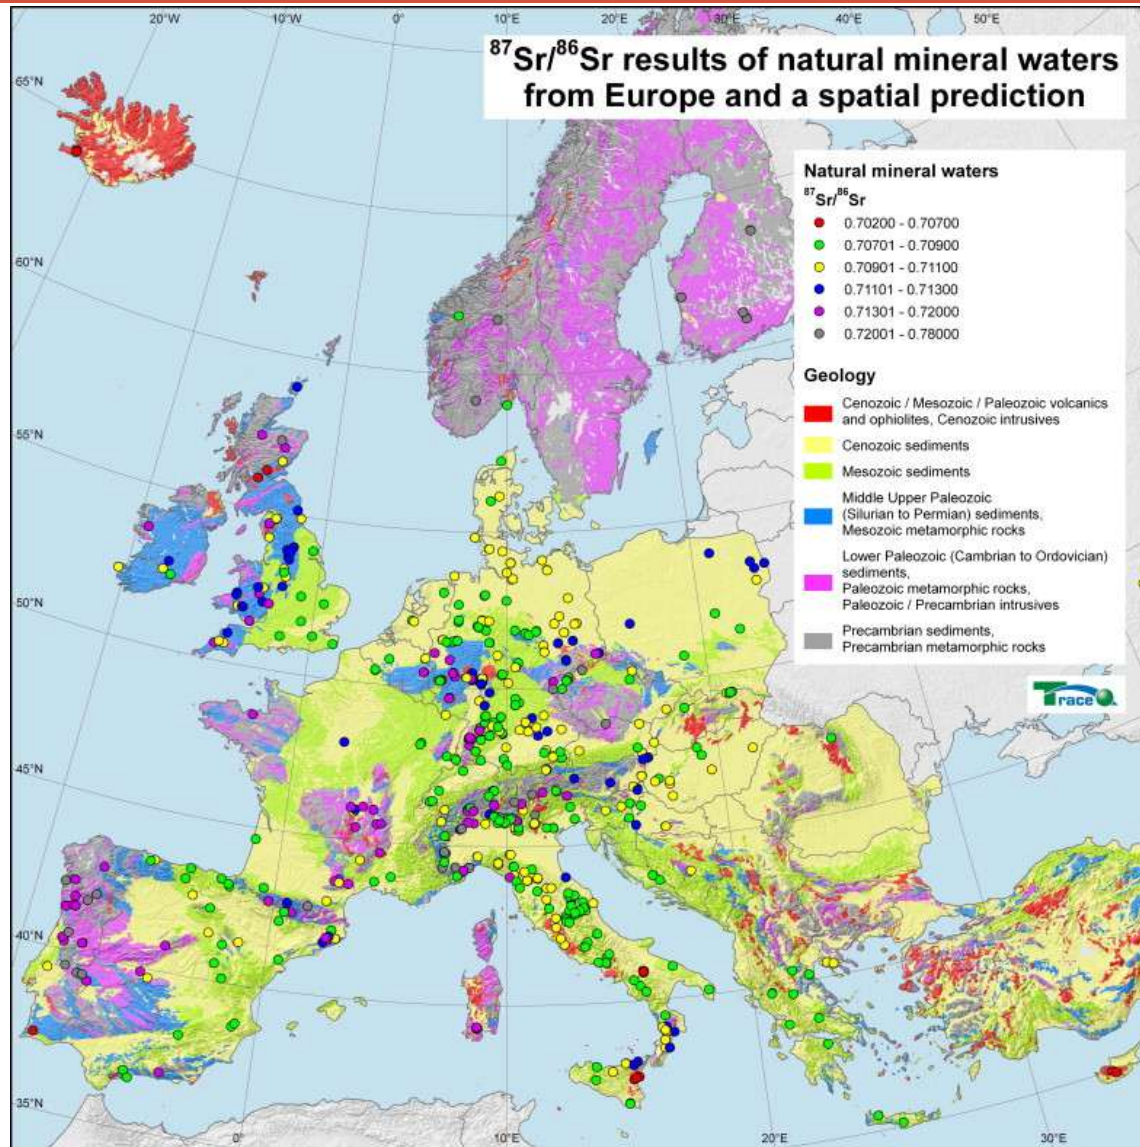 20°W 10°W 0° 10°E 20°E 30°E 40°E 50°E
⁸⁷Sr/⁸⁶Sr results of natural mineral waters
from Europe and a spatial prediction
65°N
60°N
55°N
50°N
45°N
40°N
35°N
Natural mineral waters
⁸⁷Sr/⁸⁶Sr
0.70200 - 0.70700
0.70701 - 0.70900
0.70901 - 0.71100
0.71101 - 0.71300
0.71301 - 0.72000
0.72001 - 0.78000
Geology
Cenozoic / Mesozoic / Paleozoic volcanics
and ophiolites, Cenozoic intrusives
Cenozoic sediments
Mesozoic sediments
Middle Upper Paleozoic
(Silurian to Permian) sediments,
Mesozoic metamorphic rocks
Lower Paleozoic (Cambrian to Ordovician)
sediments,
Paleozoic metamorphic rocks,
Paleozoic / Precambrian intrusives
Precambrian sediments,
Precambrian metamorphic rocks
Trace
0° 10°E 20°E 30°E